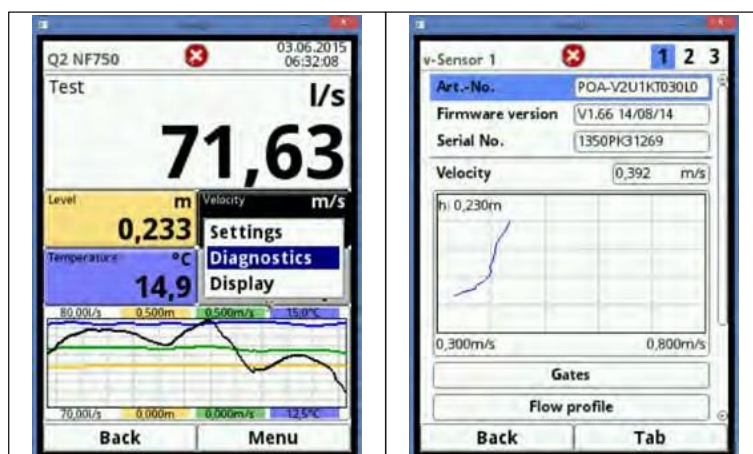 Q2 NF750
03.06.2015
06:32:08
Test
l/s
71,63
Level m
0,233
Velocity m/s
Settings
Diagnostics
Display
Temperature °C
14,9
80,00l/s 0,500m 0,500m/s 15,0°C
70,00l/s 0,000m 0,000m/s 12,5°C
Back Menu
v-Sensor 1
1 2 3
Art.-No. POA-V2U1KT030L0
Firmware version V1.66 14/08/14
Serial No. 1350PK31269
Velocity 0,392 m/s
h: 0,230m
0,300m/s 0,800m/s
Gates
Flow profile
Back Tab